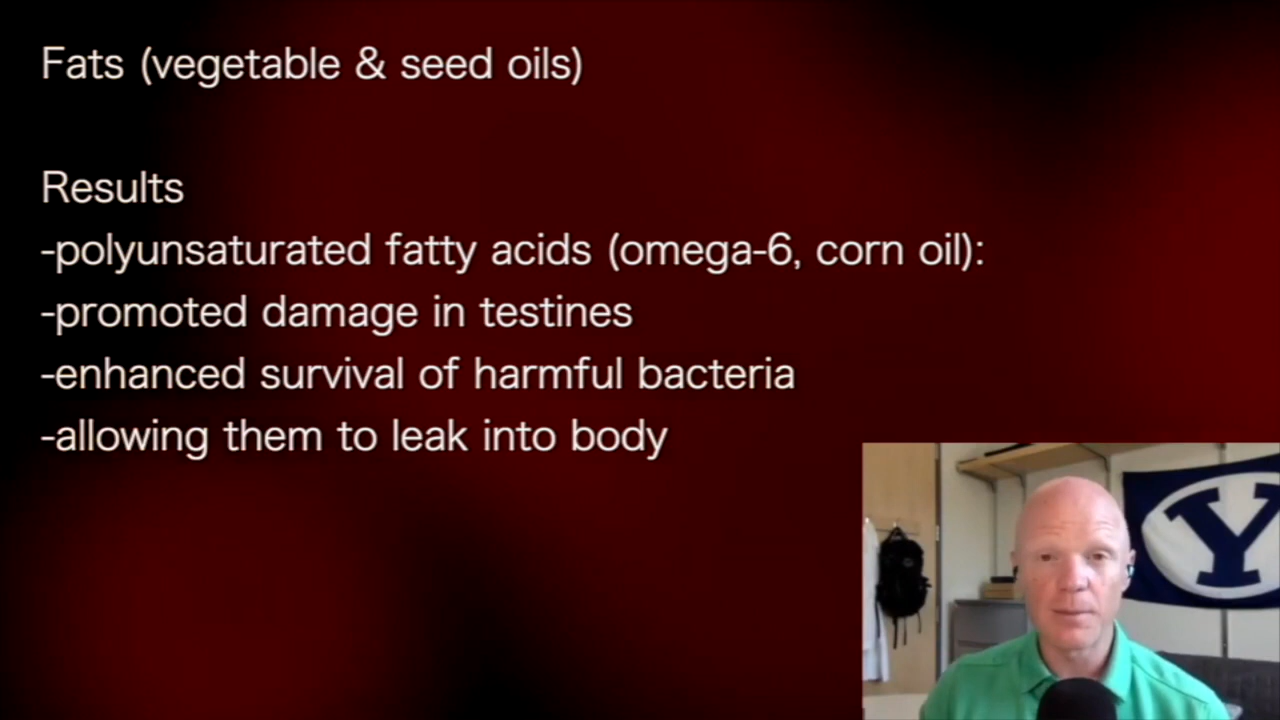 Fats (vegetable & seed oils)
Results
-polyunsaturated fatty acids (omega-6, corn oil):
-promoted damage in testines
-enhanced survival of harmful bacteria
-allowing them to leak into body
Y